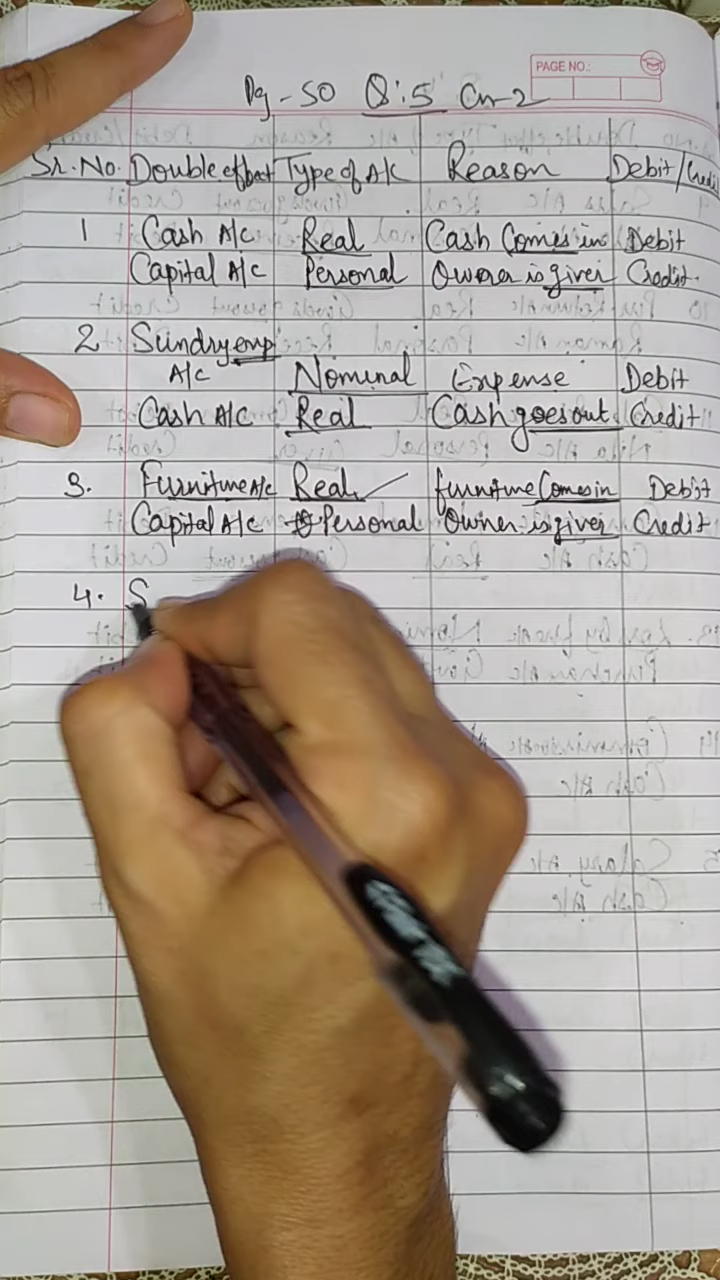 PAGE NO.:
Pg - 50 Q:5 Ch-2
Sr. No. Double effect Type of A/c Reason Debit/Credit
1 Cash A/c Real Cash Comes in Debit
Capital A/c Personal Owner is giver Credit.
2 Sundry exp
A/c Nominal Expense Debit
Cash A/c Real Cash goes out Credit
3. Furniture A/c Real furniture Comes in Debit
Capital A/c Personal Owner is giver Credit
4. S